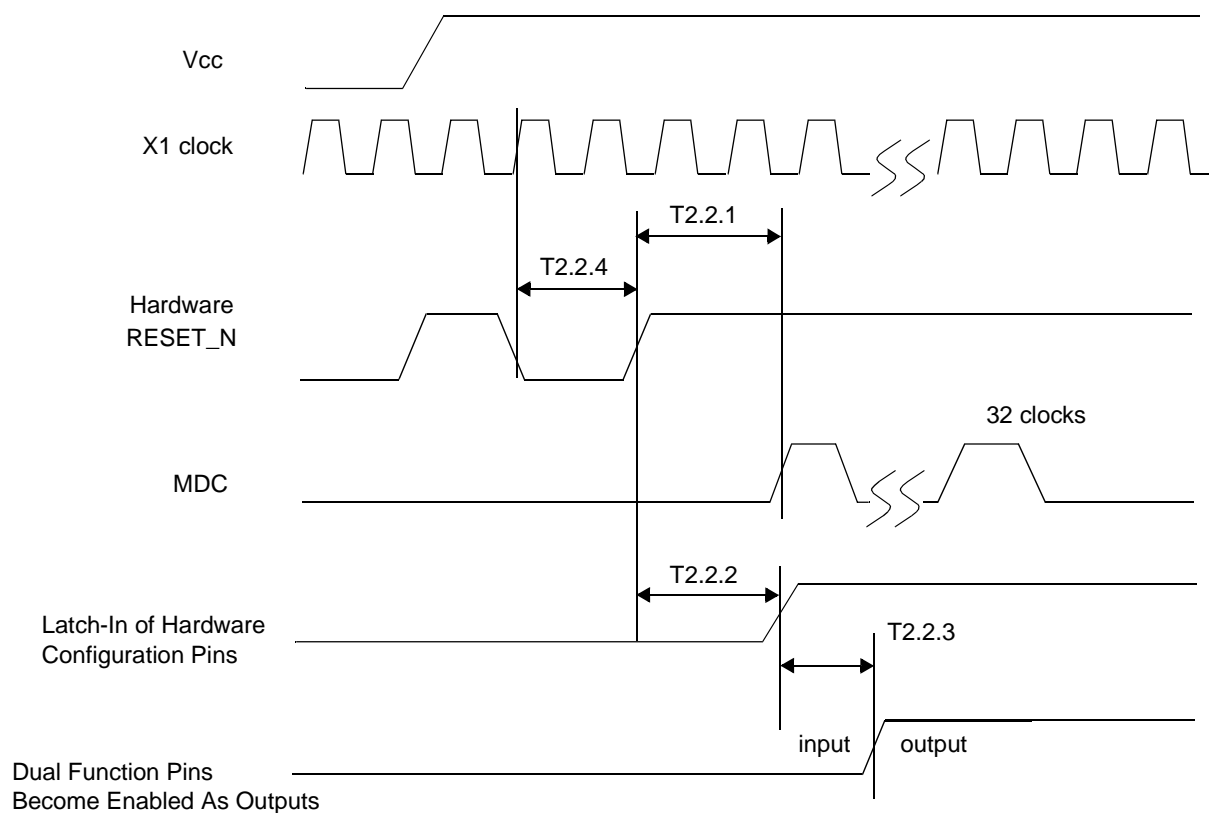 Vcc
X1 clock
T2.2.1
T2.2.4
Hardware
RESET_N
32 clocks
MDC
T2.2.2
Latch-In of Hardware
Configuration Pins
T2.2.3
input
output
Dual Function Pins
Become Enabled As Outputs